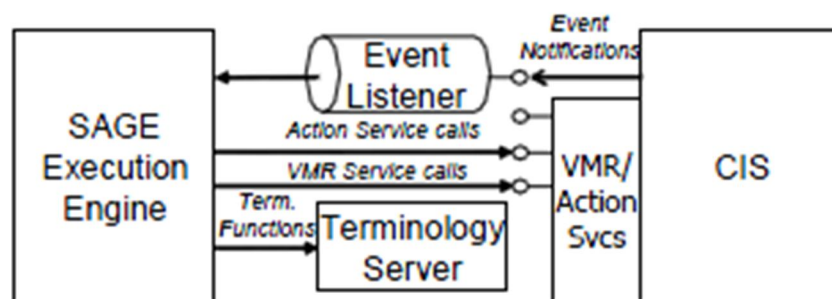 Event
Notifications
Event
Listener
SAGE
Execution
Engine
Action Service calls
VMR Service calls
Term.
Functions
Terminology
Server
VMR/
Action
Svcs
CIS